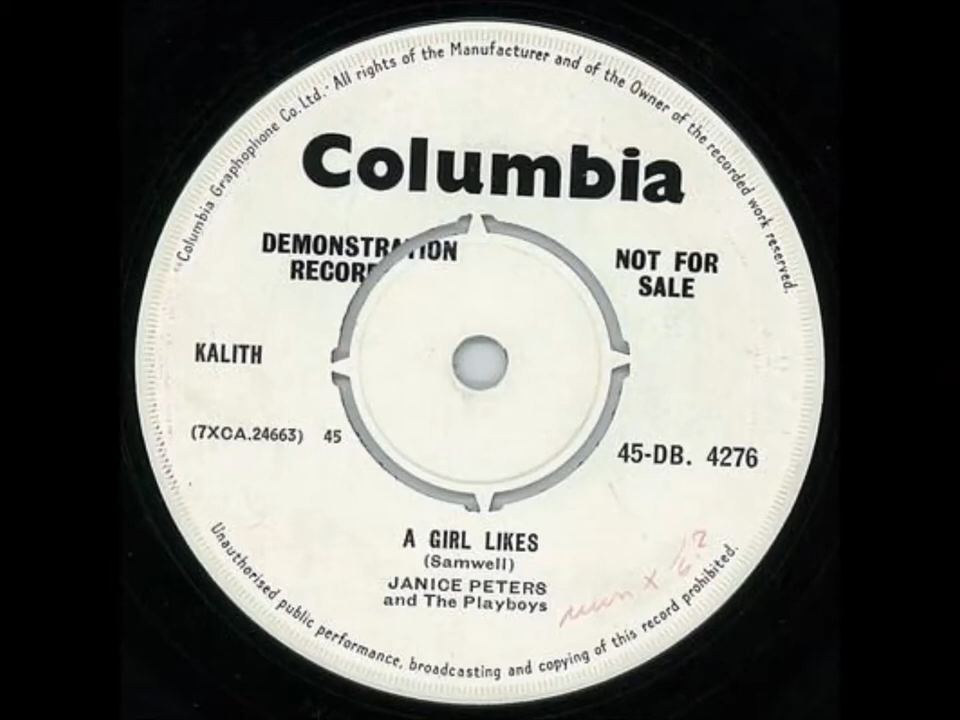 "Columbia Graphophone Co. Ltd.· All rights of the Manufacturer and of the Owner of the recorded work reserved.
Columbia
DEMONSTRATION
RECORD
NOT FOR
SALE
KALITH
(7XCA.24663) 45
45-DB. 4276
A GIRL LIKES
(Samwell)
JANICE PETERS
and The Playboys
Unauthorised public performance, broadcasting and copying of this record prohibited.